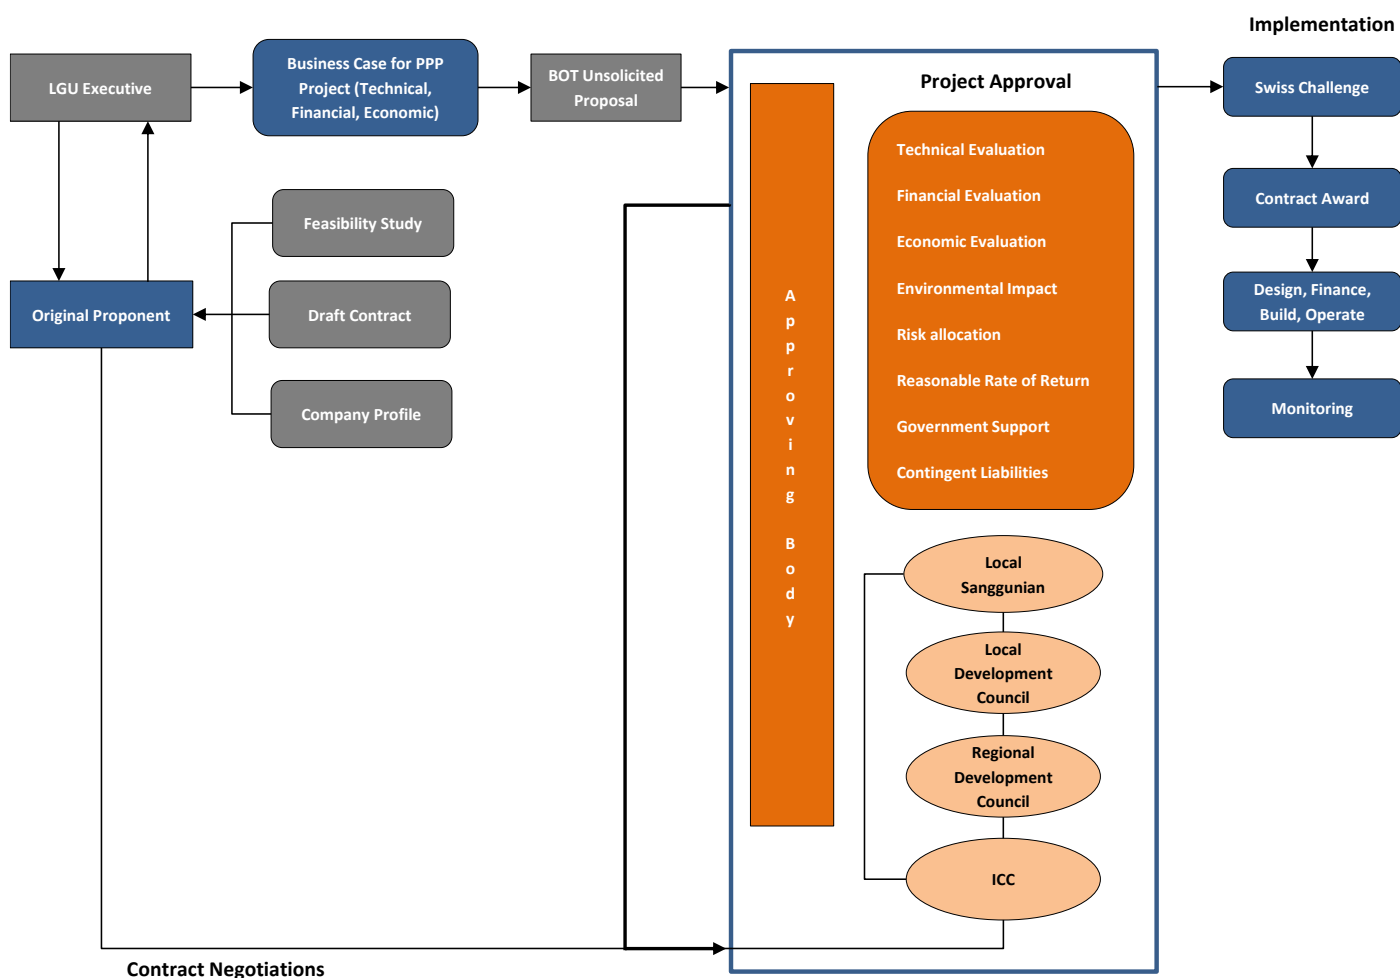 Implementation
LGU Executive
Business Case for PPP
Project (Technical,
Financial, Economic)
BOT Unsolicited
Proposal
Project Approval
Swiss Challenge
Technical Evaluation
Financial Evaluation
Economic Evaluation
Environmental Impact
Risk allocation
Reasonable Rate of Return
Government Support
Contingent Liabilities
Contract Award
Feasibility Study
Original Proponent
Draft Contract
Design, Finance,
Build, Operate
Company Profile
Monitoring
Approving Body
Local
Sanggunian
Local
Development
Council
Regional
Development
Council
ICC
Contract Negotiations